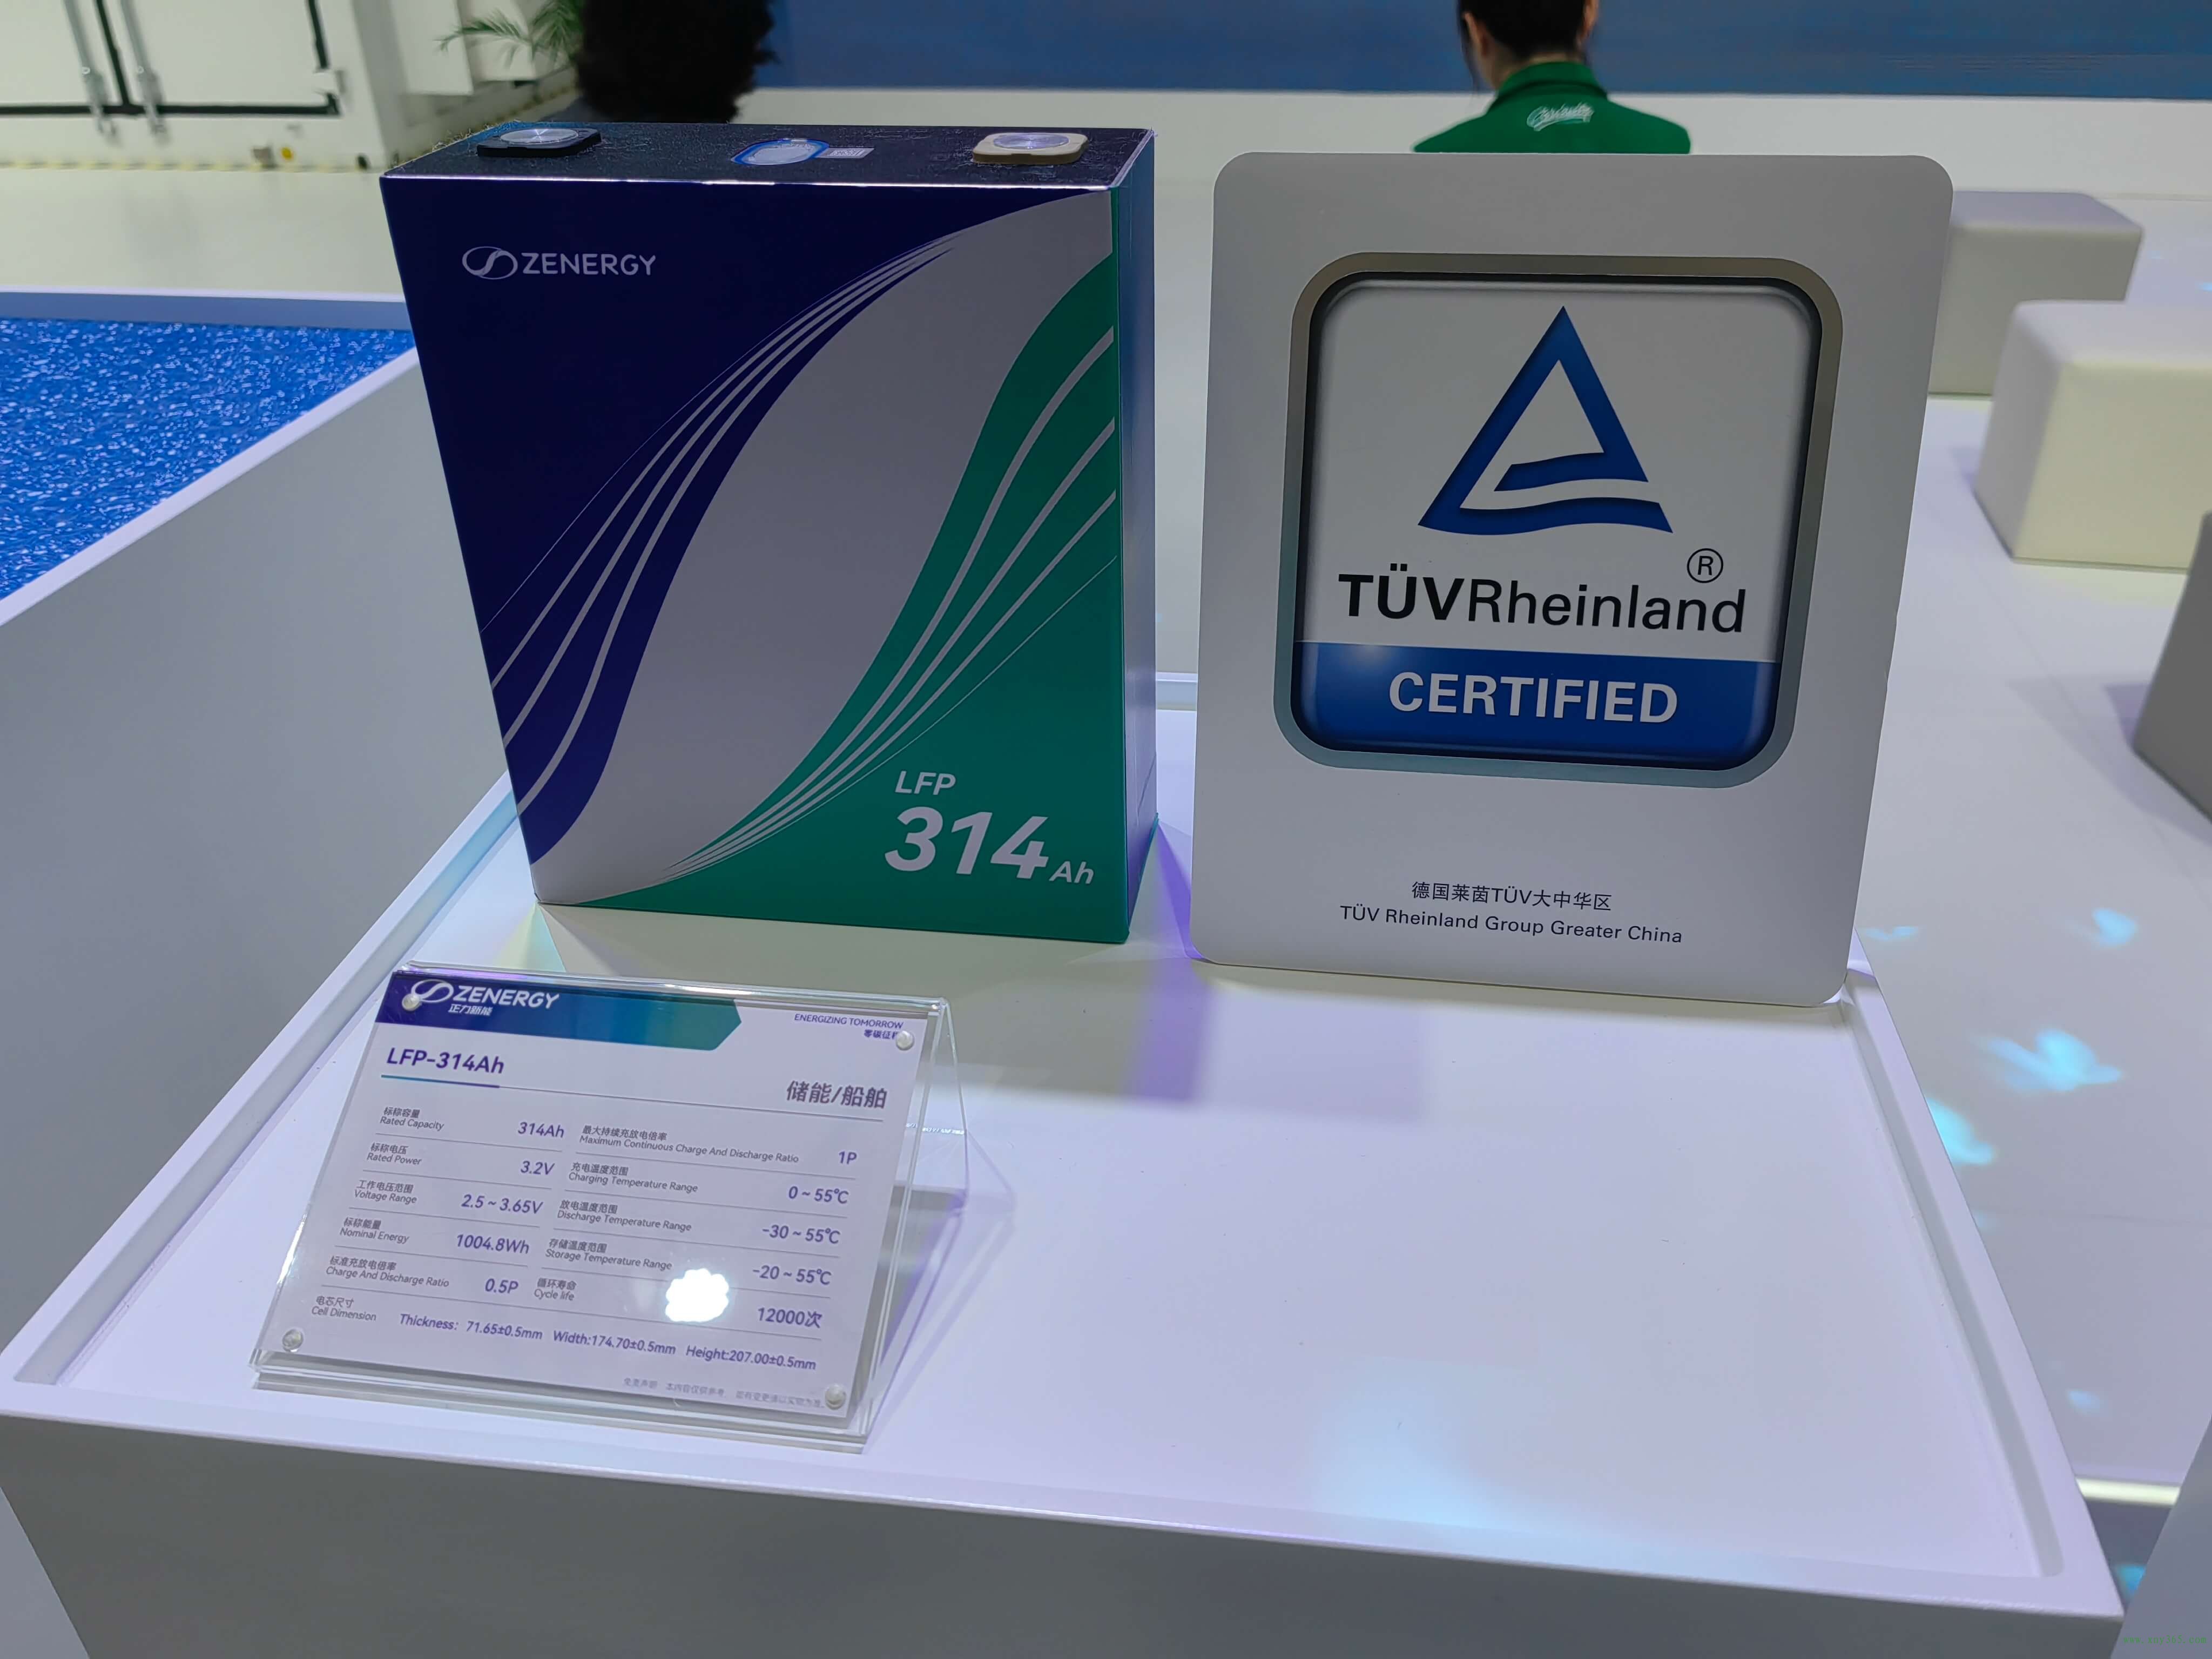 ZENERGY
LFP
314Ah
TÜVRheinland
®
CERTIFIED
德国莱茵TÜV大中华区
TÜV Rheinland Group Greater China
ZENERGY
正力新能
ENERGIZING TOMORROW
LFP-314Ah
储能/船舶
标称容量
Rated Capacity
314Ah
最大持续充放电倍率
Maximum Continuous Charge And Discharge Ratio
1P
标称电压
Rated Power
3.2V
充电温度范围
Charging Temperature Range
0~55℃
工作电压范围
Voltage Range
2.5~3.65V
放电温度范围
Discharge Temperature Range
-30~55℃
标称能量
Nominal Energy
1004.8Wh
存储温度范围
Storage Temperature Range
-20~55℃
标准充放电倍率
Charge And Discharge Ratio
0.5P
循环寿命
Cycle life
12000次
电芯尺寸
Cell Dimension
Thickness: 71.65±0.5mm Width:174.70±0.5mm Height:207.00±0.5mm